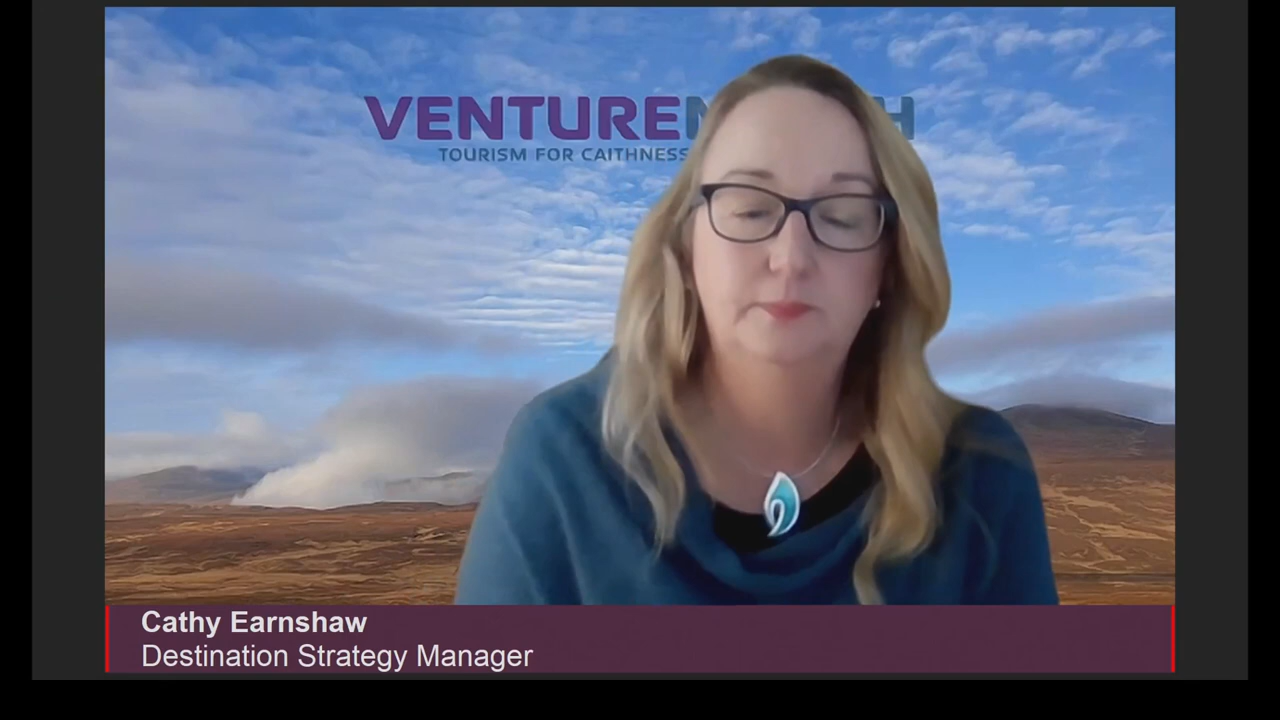 VENTURE
TOURISM FOR CAITHNESS
Cathy Earnshaw
Destination Strategy Manager